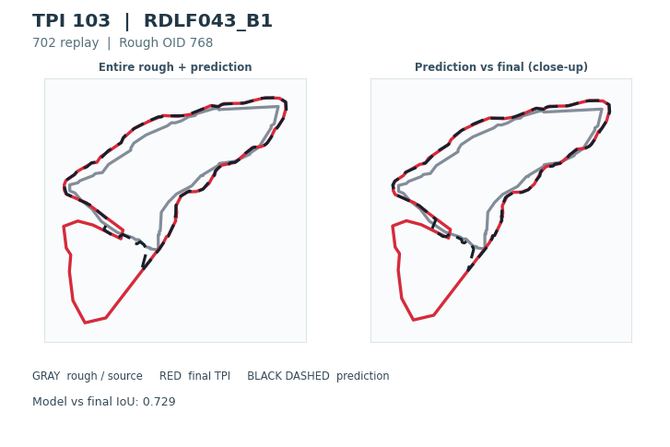 TPI 103 | RDLF043_B1
702 replay | Rough OID 768
Entire rough + prediction
Prediction vs final (close-up)
GRAY rough / source RED final TPI BLACK DASHED prediction
Model vs final IoU: 0.729